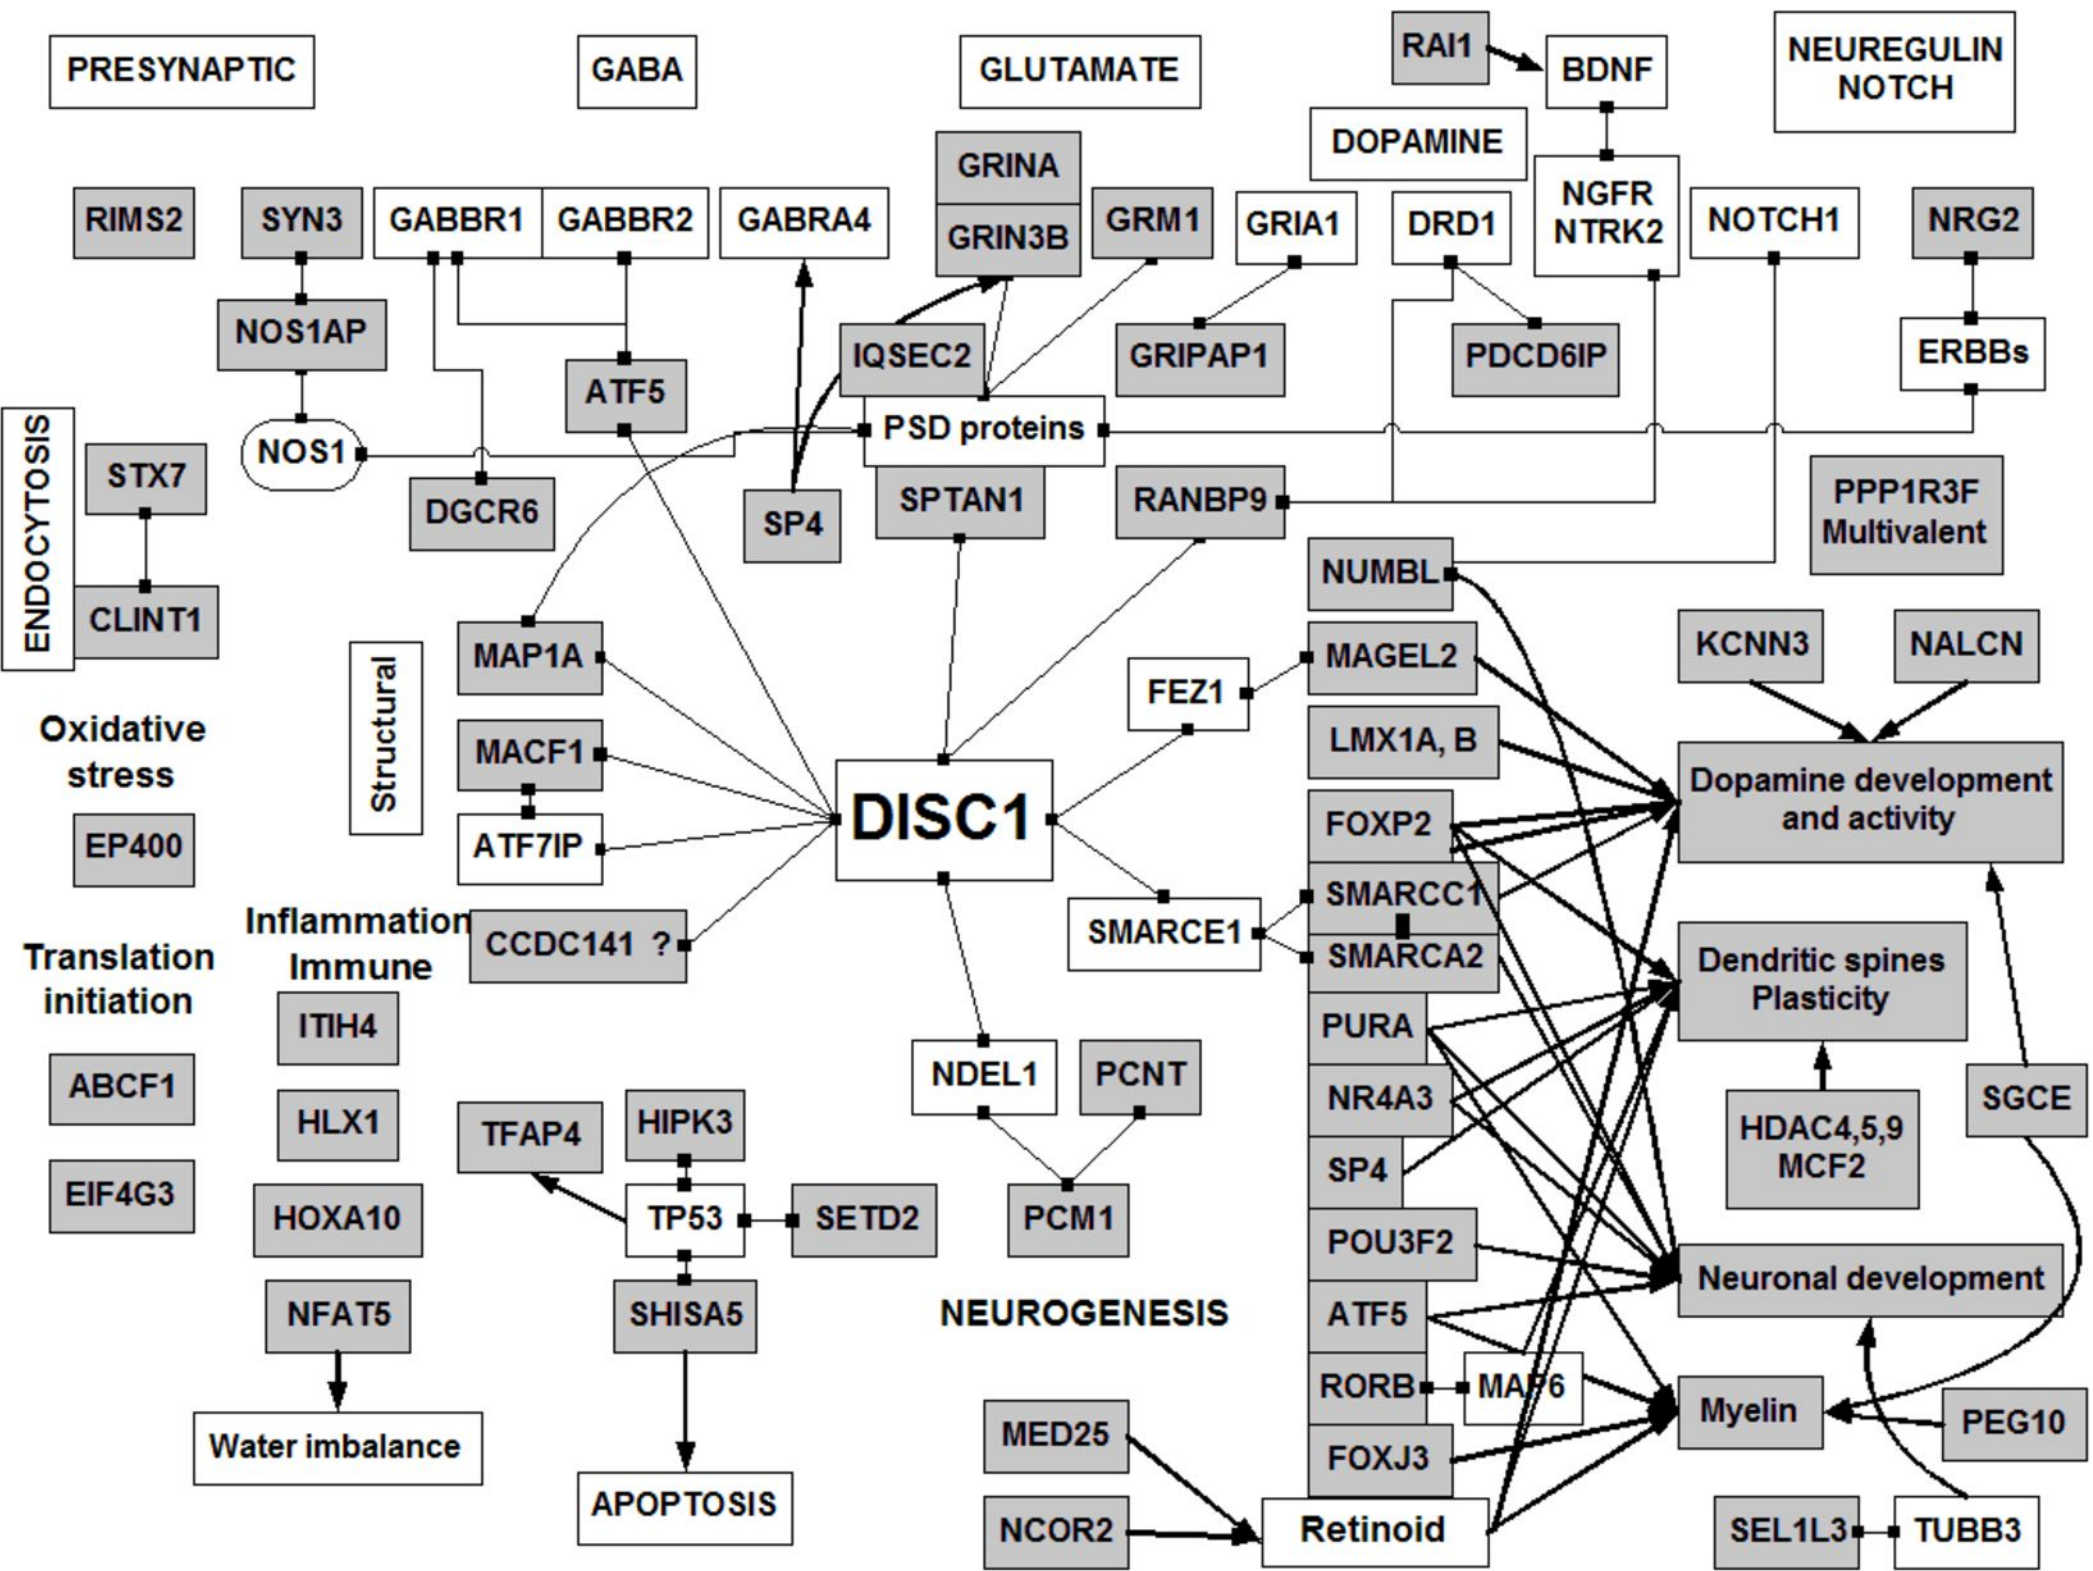 PRESYNAPTIC
GABA
GLUTAMATE
RAI1
BDNF
NEUREGULIN
NOTCH
DOPAMINE
GRINA
GRIN3B
RIMS2
SYN3
GABBR1
GABBR2
GABRA4
GRM1
GRIA1
DRD1
NGFR
NTRK2
NOTCH1
NRG2
NOS1AP
ATF5
IQSEC2
GRIPAP1
PDCD6IP
ERBBs
PSD proteins
ENDOCYTOSIS
STX7
NOS1
DGCR6
SP4
SPTAN1
RANBP9
PPP1R3F
Multivalent
CLINT1
NUMBL
Structural
MAP1A
FEZ1
MAGEL2
KCNN3
NALCN
Oxidative
stress
MACF1
LMX1A, B
Dopamine development
and activity
EP400
ATF7IP
DISC1
FOXP2
SMARCC1
Inflammation
Immune
CCDC141 ?
SMARCE1
SMARCA2
Dendritic spines
Plasticity
Translation
initiation
ITIH4
PURA
ABCF1
NDEL1
PCNT
NR4A3
HDAC4,5,9
MCF2
SGCE
HLX1
TFAP4
HIPK3
SP4
EIF4G3
HOXA10
TP53
SETD2
PCM1
POU3F2
Neuronal development
NFAT5
SHISA5
NEUROGENESIS
ATF5
RORB
MAP6
Myelin
PEG10
Water imbalance
MED25
FOXJ3
APOPTOSIS
NCOR2
Retinoid
SEL1L3
TUBB3